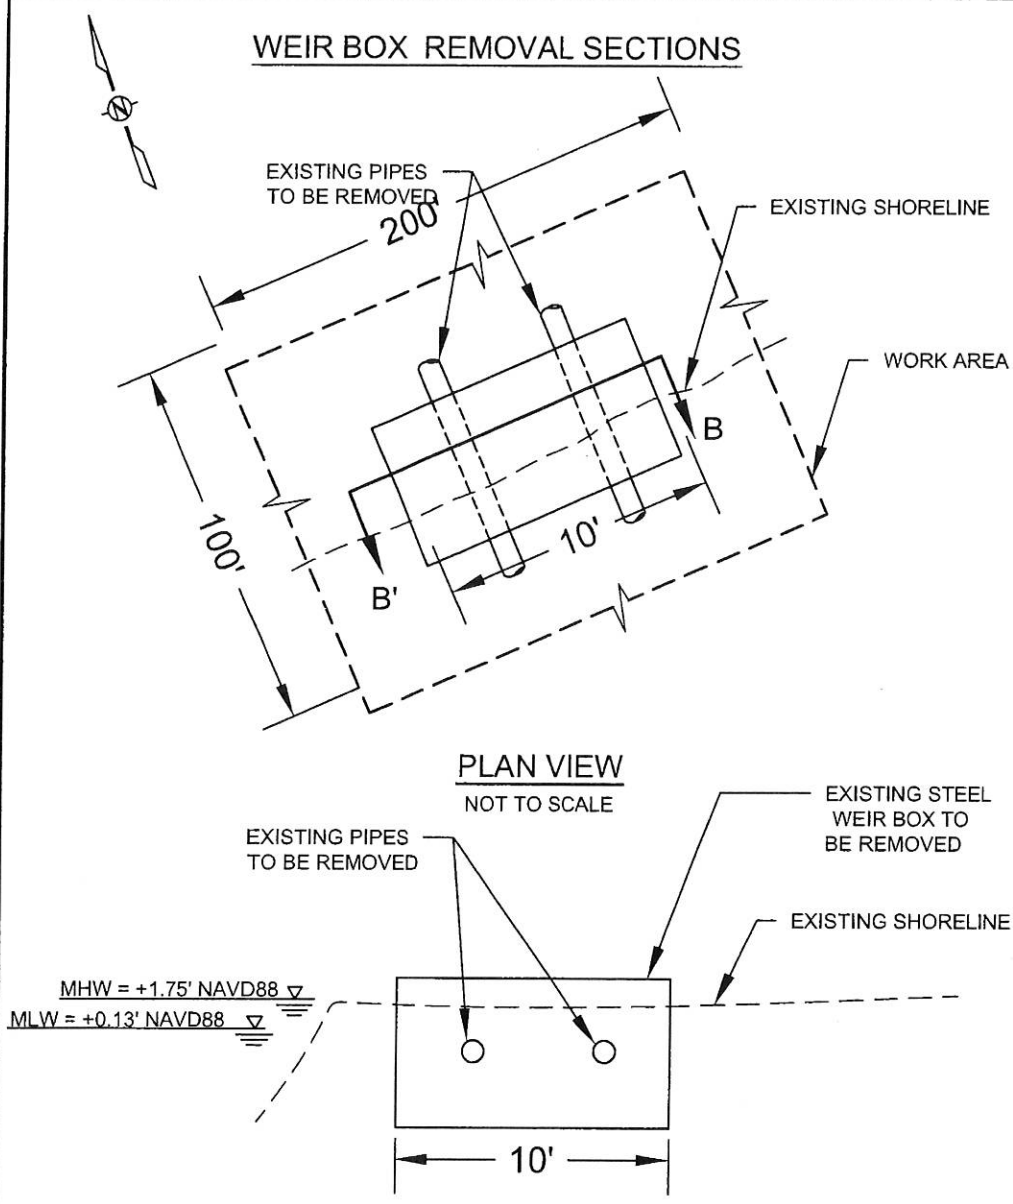 WEIR BOX REMOVAL SECTIONS
N
EXISTING PIPES
TO BE REMOVED
200'
EXISTING SHORELINE
WORK AREA
B
100'
10'
B'
PLAN VIEW
NOT TO SCALE
EXISTING STEEL
WEIR BOX TO
BE REMOVED
EXISTING PIPES
TO BE REMOVED
EXISTING SHORELINE
MHW = +1.75' NAVD88
MLW = +0.13' NAVD88
10'